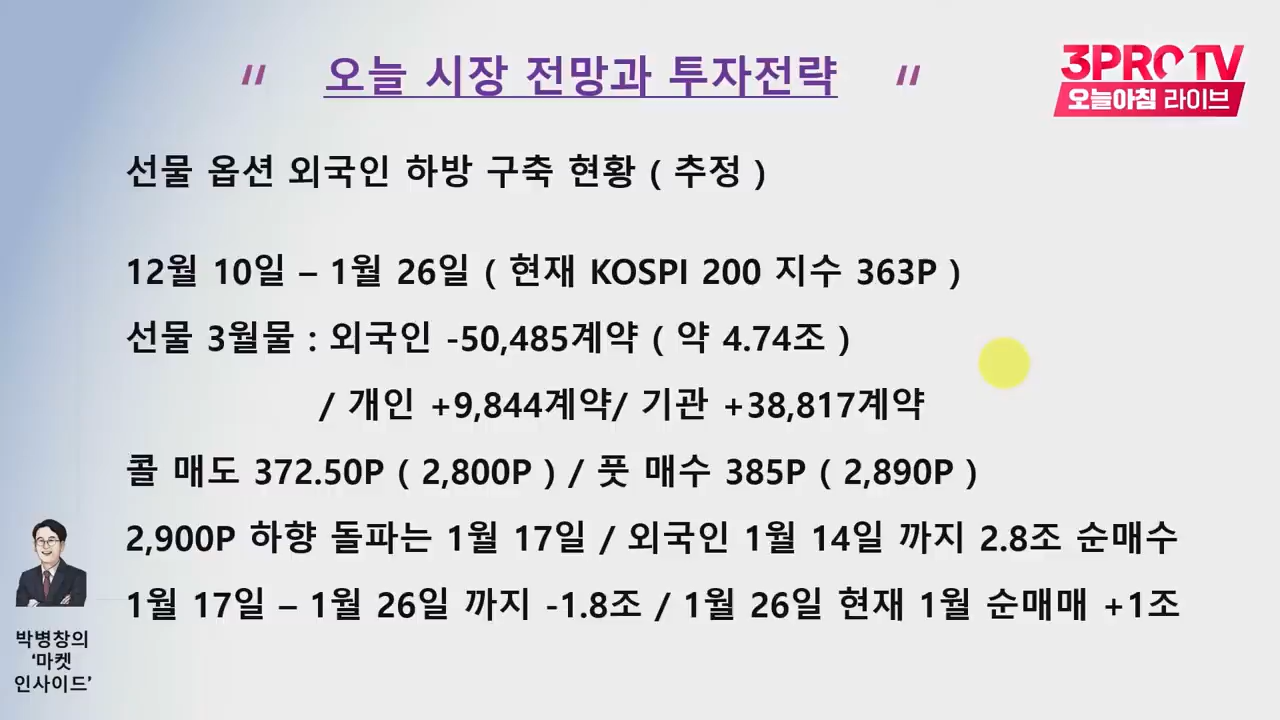 " 오늘 시장 전망과 투자전략 "
3PRO TV
오늘아침 라이브
선물 옵션 외국인 하방 구축 현황 ( 추정 )
12월 10일 – 1월 26일 ( 현재 KOSPI 200 지수 363P )
선물 3월물 : 외국인 -50,485계약 ( 약 4.74조 )
/ 개인 +9,844계약/ 기관 +38,817계약
콜 매도 372.50P ( 2,800P ) / 풋 매수 385P ( 2,890P )
2,900P 하향 돌파는 1월 17일 / 외국인 1월 14일 까지 2.8조 순매수
1월 17일 – 1월 26일 까지 -1.8조 / 1월 26일 현재 1월 순매매 +1조
박병창의
‘마켓
인사이드’